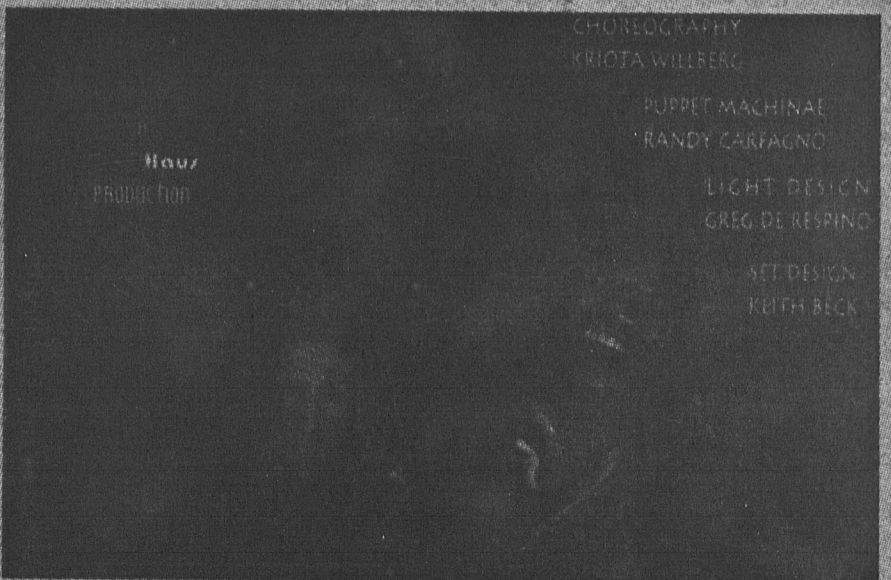 CHOREOGRAPHY
KRIOTA WILLBERG
PUPPET MACHINAE
RANDY CARFAGNO
LIGHT DESIGN
GREG DE RESPINO
SET DESIGN
KEITH BECK
Haus
PRODUCTION